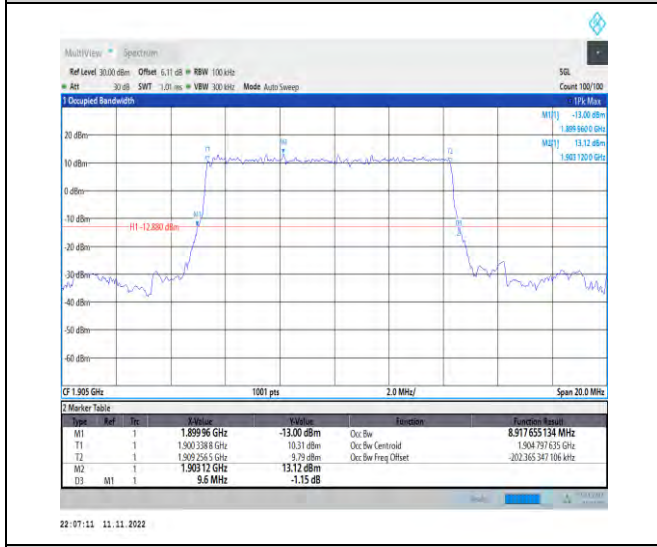 MultiView Spectrum
Ref Level 30.00 dBm Offset 6.11 dB RBW 100 kHz SGL
Att 30 dB SWT 1.01 ms VBW 300 kHz Mode Auto Sweep Count 100/100
1 Occupied Bandwidth 1Pk Max
M1[1] -13.00 dBm
1.899 960 0 GHz
M2[1] 13.12 dBm
1.903 120 0 GHz
20 dBm
T1 M2 T2
10 dBm
0 dBm
-10 dBm
M1
H1 -12.880 dBm
-20 dBm
-30 dBm
-40 dBm
-50 dBm
-60 dBm
CF 1.905 GHz 1001 pts 2.0 MHz/ Span 20.0 MHz
2 Marker Table
Type Ref Trc X-Value Y-Value Function Function Result
M1 1 1.899 96 GHz -13.00 dBm Occ Bw 8.917 655 134 MHz
T1 1 1.900 338 8 GHz 10.31 dBm Occ Bw Centroid 1.904 797 635 GHz
T2 1 1.909 256 5 GHz 9.79 dBm Occ Bw Freq Offset -202.365 347 106 kHz
M2 1 1.903 12 GHz 13.12 dBm
D3 M1 1 9.6 MHz -1.15 dB
22:07:11 11.11.2022